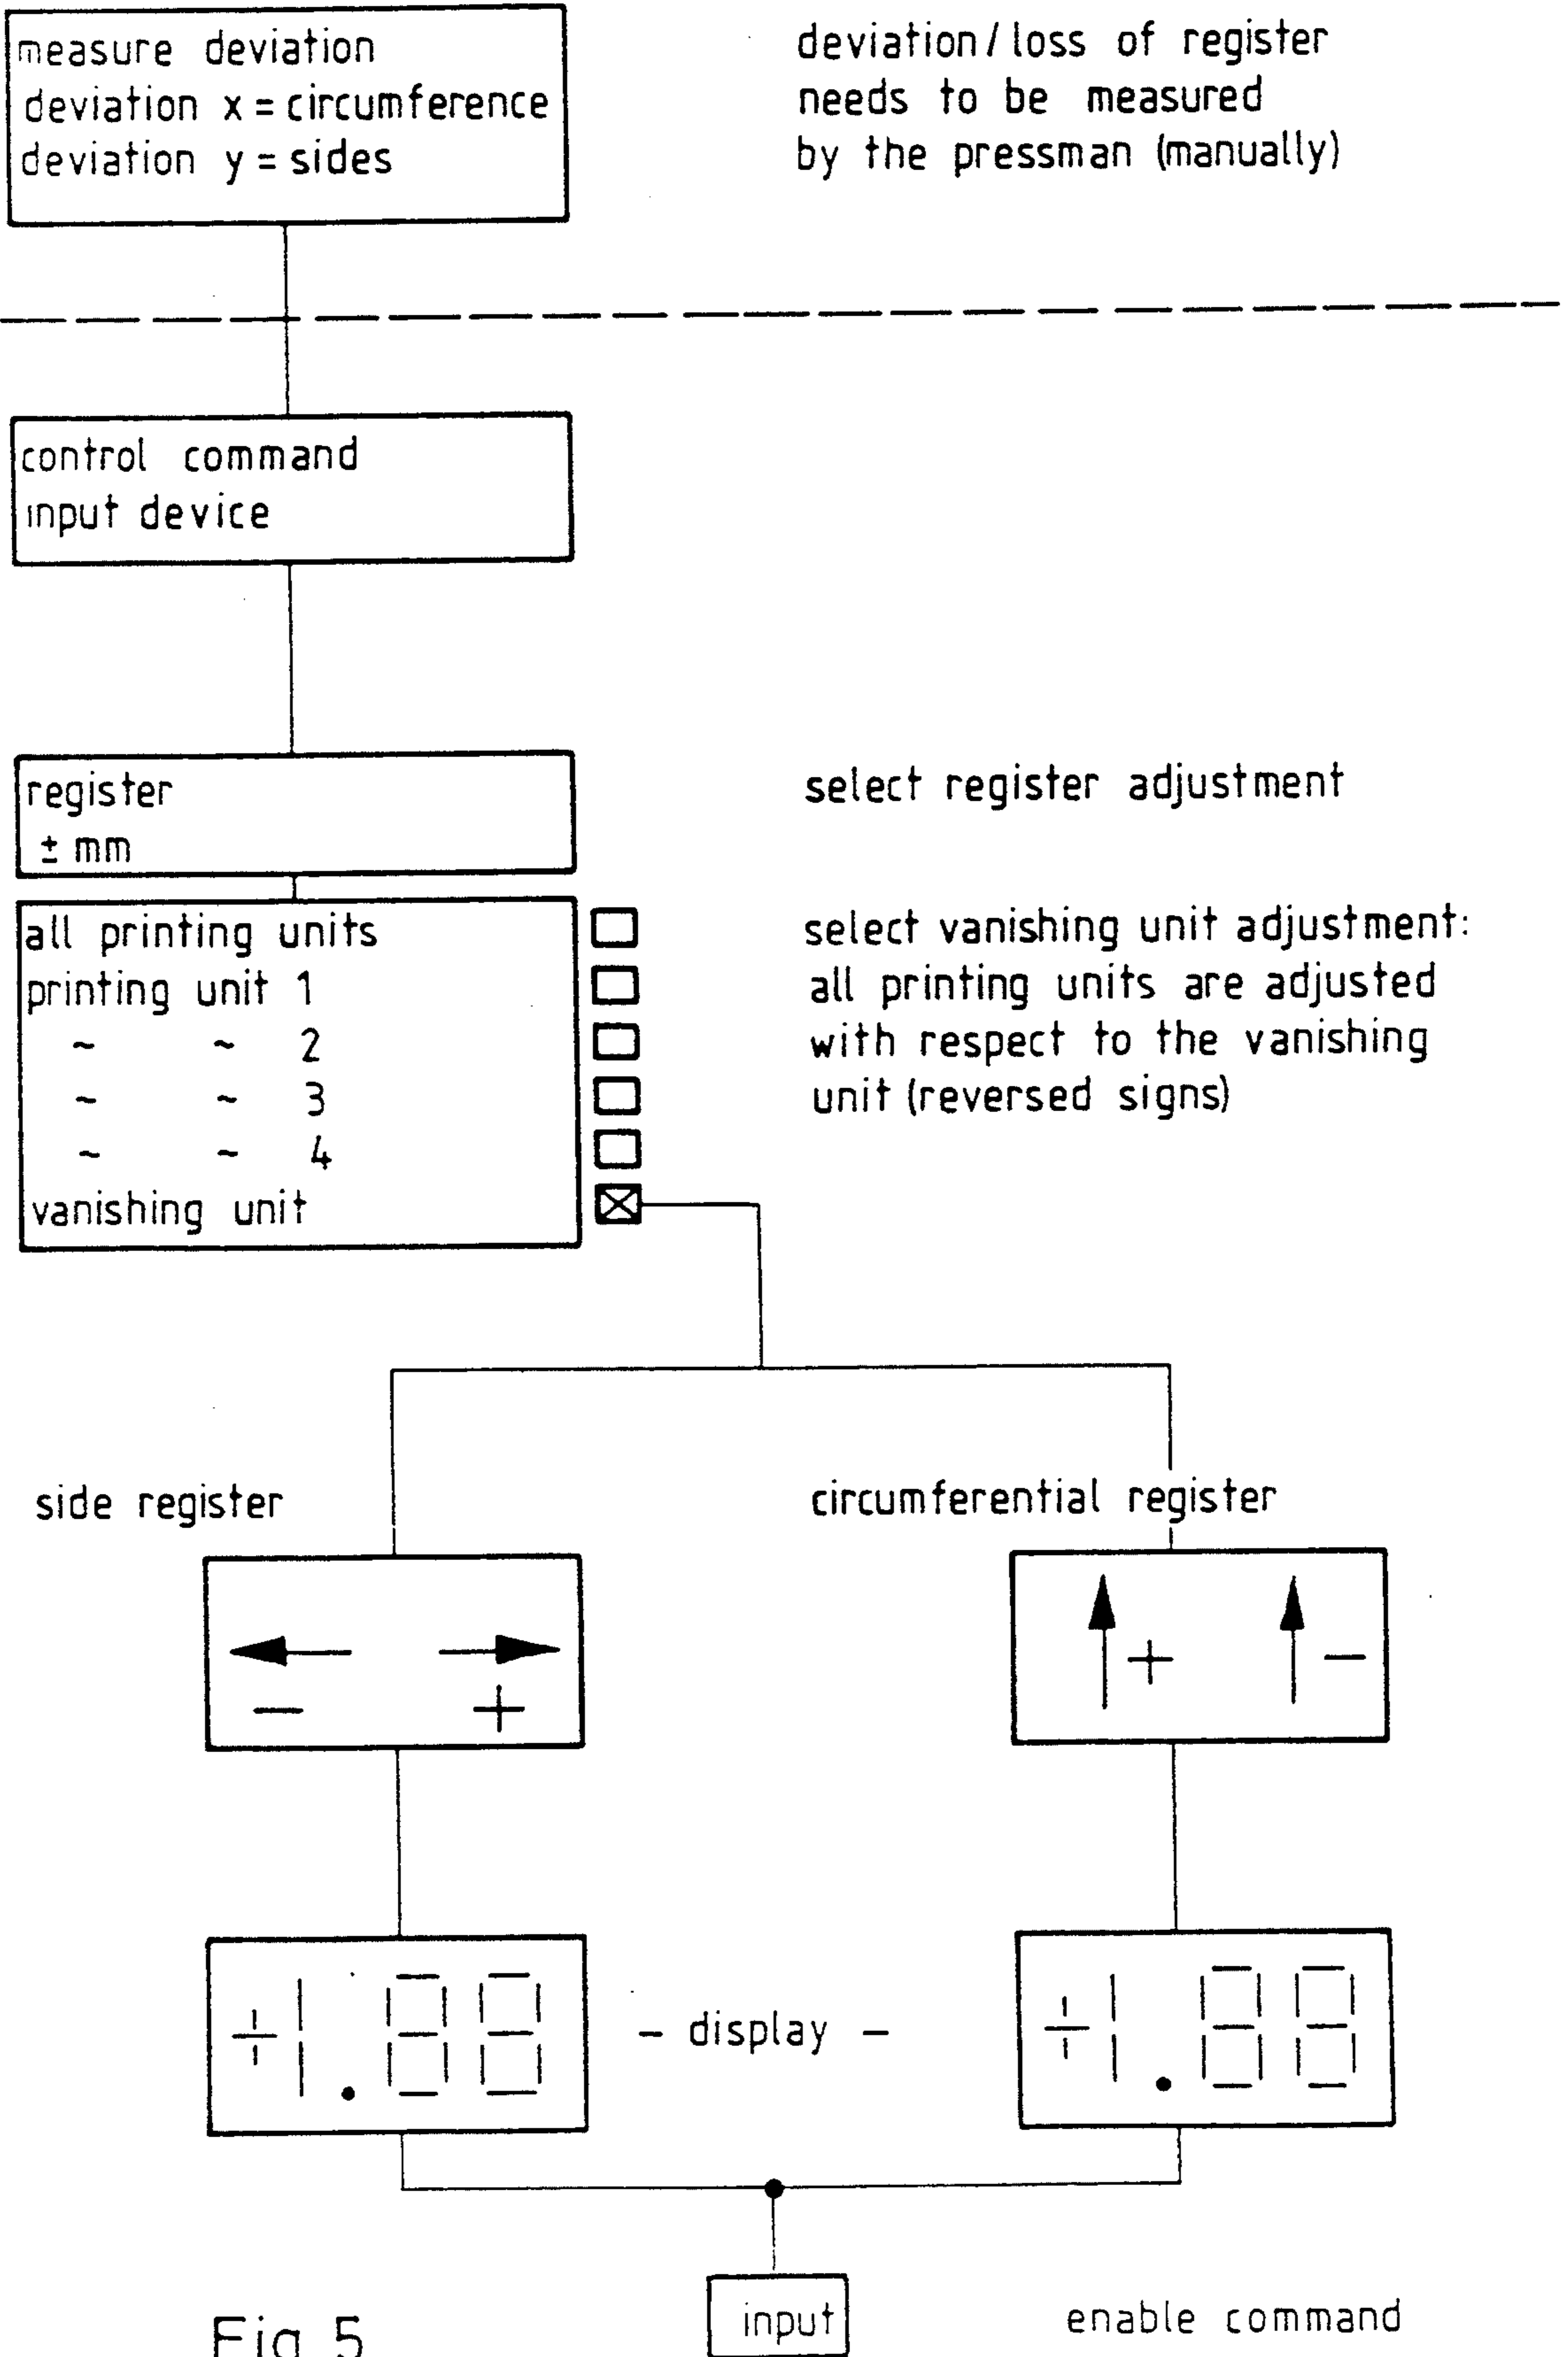 measure deviation
deviation x = circumference
deviation y = sides
deviation / loss of register
needs to be measured
by the pressman (manually)
control command
input device
register
± mm
select register adjustment
all printing units
printing unit 1
~ ~ 2
~ ~ 3
~ ~ 4
vanishing unit
select vanishing unit adjustment:
all printing units are adjusted
with respect to the vanishing
unit (reversed signs)
side register
circumferential register
− +
+ −
+1.88
- display -
+1.88
input
enable command
Fig. 5